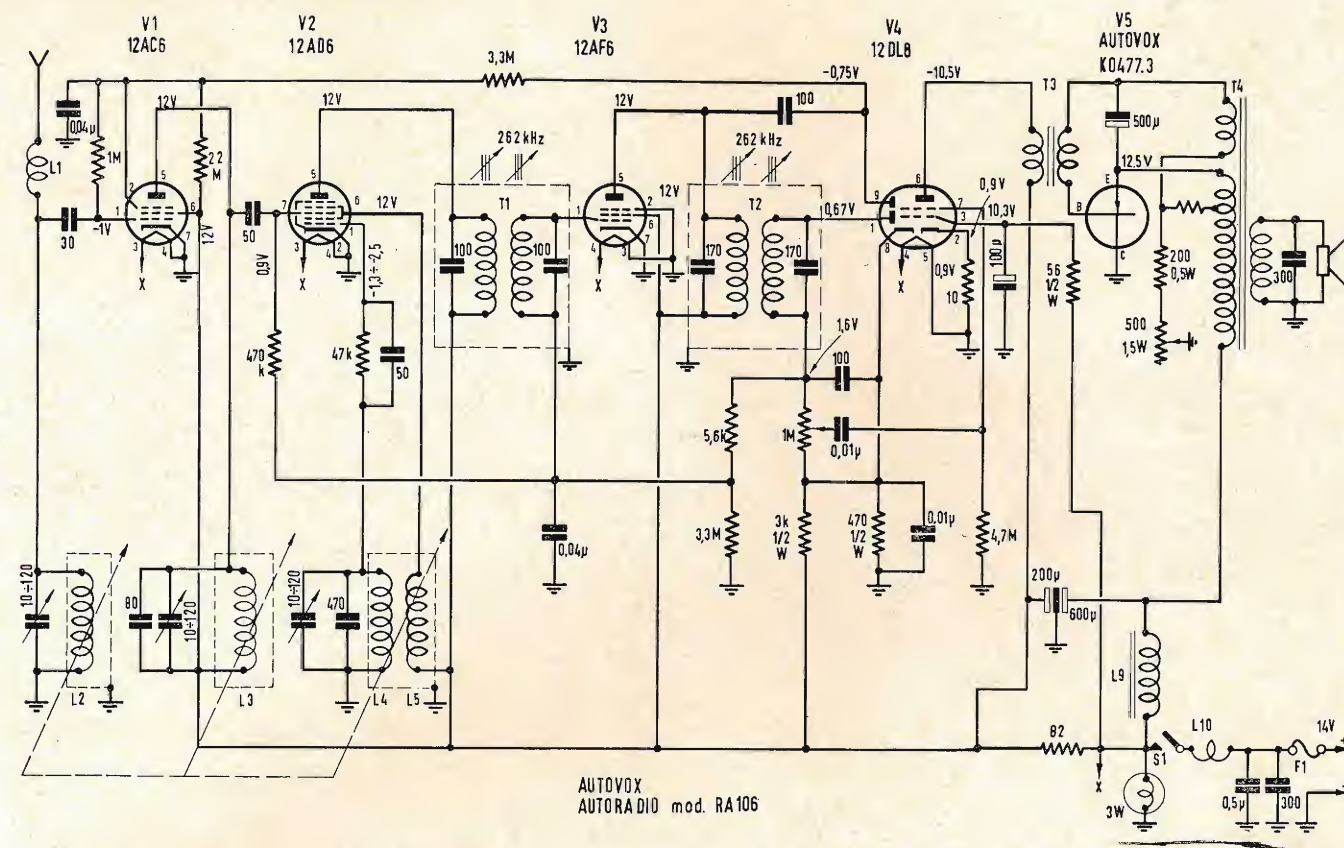 V1
12AC6
V2
12AD6
V3
12AF6
V4
12DL8
V5
AUTOVOX
K0477.3
3,3M
-0,75V
-10,5V
T3
T4
12V
12V
12V
100
500µ
0,04µ
L1
1M
2,2
M
262 kHz
262 kHz
12,5V
5
5
5
6
2
6
7
6
12V
T1
12V
2
6
7
T2
9
0,67V
7
3
2
0,9V
10,3V
E
B
C
1
-1V
30
3
4
7
12V
50
3
4
2
1
1
3
4
1
8
4
5
X
X
X
X
0,9V
-1,3÷-2,5
100
100
170
170
0,9V
10
100µ
56
1/2
W
200
0,5W
300
500
1,5W
470
k
47k
50
1,6V
100
5,6k
1M
0,01µ
0,04µ
3,3M
3k
1/2
W
470
1/2
W
0,01µ
4,7M
10÷120
80
10÷120
10÷120
470
200µ
600µ
L2
L3
L4
L5
L9
L10
14V
82
S1
F1
X
3W
0,5µ
300
AUTOVOX
AUTORADIO mod. RA106